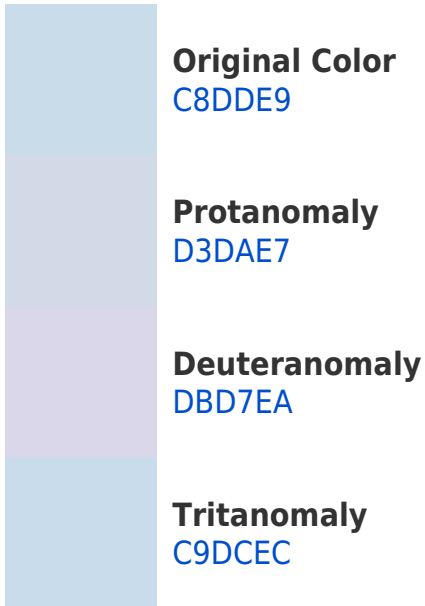 Original Color
C8DDE9
Protanomaly
D3DAE7
Deuteranomaly
DBD7EA
Tritanomaly
C9DCEC